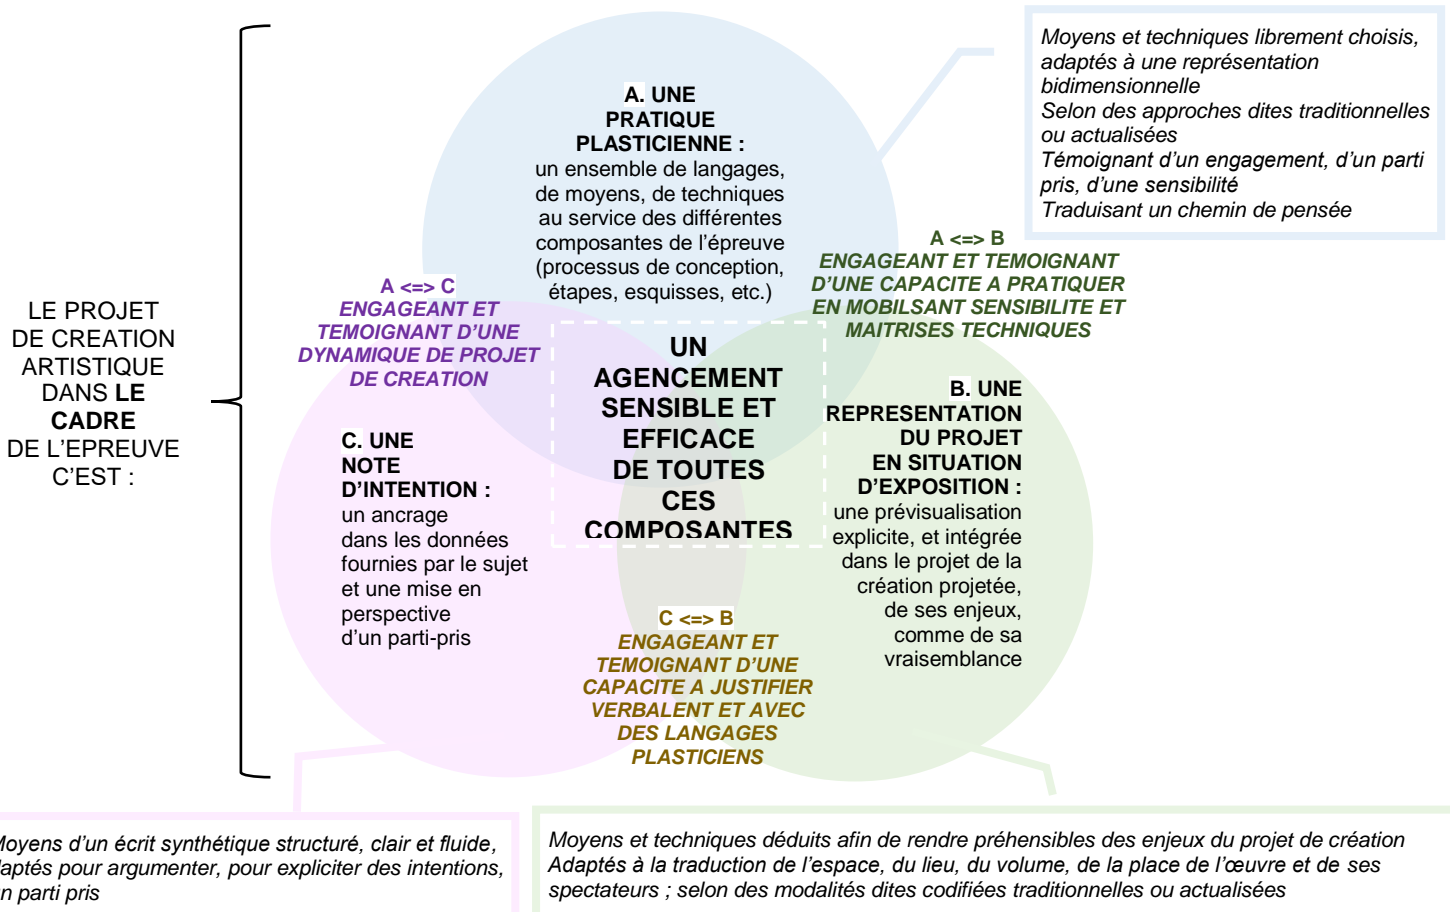 LE PROJET
DE CREATION
ARTISTIQUE
DANS LE
CADRE
DE L'EPREUVE
C'EST :
A. UNE
PRATIQUE
PLASTICIENNE :
un ensemble de langages,
de moyens, de techniques
au service des différentes
composantes de l'épreuve
(processus de conception,
étapes, esquisses, etc.)
Moyens et techniques librement choisis,
adaptés à une représentation
bidimensionnelle
Selon des approches dites traditionnelles
ou actualisées
Témoignant d'un engagement, d'un parti
pris, d'une sensibilité
Traduisant un chemin de pensée
A <=> C
ENGAGEANT ET
TEMOIGNANT D'UNE
DYNAMIQUE DE PROJET
DE CREATION
A <=> B
ENGAGEANT ET TEMOIGNANT
D'UNE CAPACITE A PRATIQUER
EN MOBILSANT SENSIBILITE ET
MAITRISES TECHNIQUES
UN
AGENCEMENT
SENSIBLE ET
EFFICACE
DE TOUTES
CES
COMPOSANTES
C. UNE
NOTE
D'INTENTION :
un ancrage
dans les données
fournies par le sujet
et une mise en
perspective
d'un parti-pris
B. UNE
REPRESENTATION
DU PROJET
EN SITUATION
D'EXPOSITION :
une prévisualisation
explicite, et intégrée
dans le projet de la
création projetée,
de ses enjeux,
comme de sa
vraisemblance
C <=> B
ENGAGEANT ET
TEMOIGNANT D'UNE
CAPACITE A JUSTIFIER
VERBALENT ET AVEC
DES LANGAGES
PLASTICIENS
Moyens d'un écrit synthétique structuré, clair et fluide,
daptés pour argumenter, pour expliciter des intentions,
n parti pris
Moyens et techniques déduits afin de rendre préhensibles des enjeux du projet de création
Adaptés à la traduction de l'espace, du lieu, du volume, de la place de l'œuvre et de ses
spectateurs ; selon des modalités dites codifiées traditionnelles ou actualisées